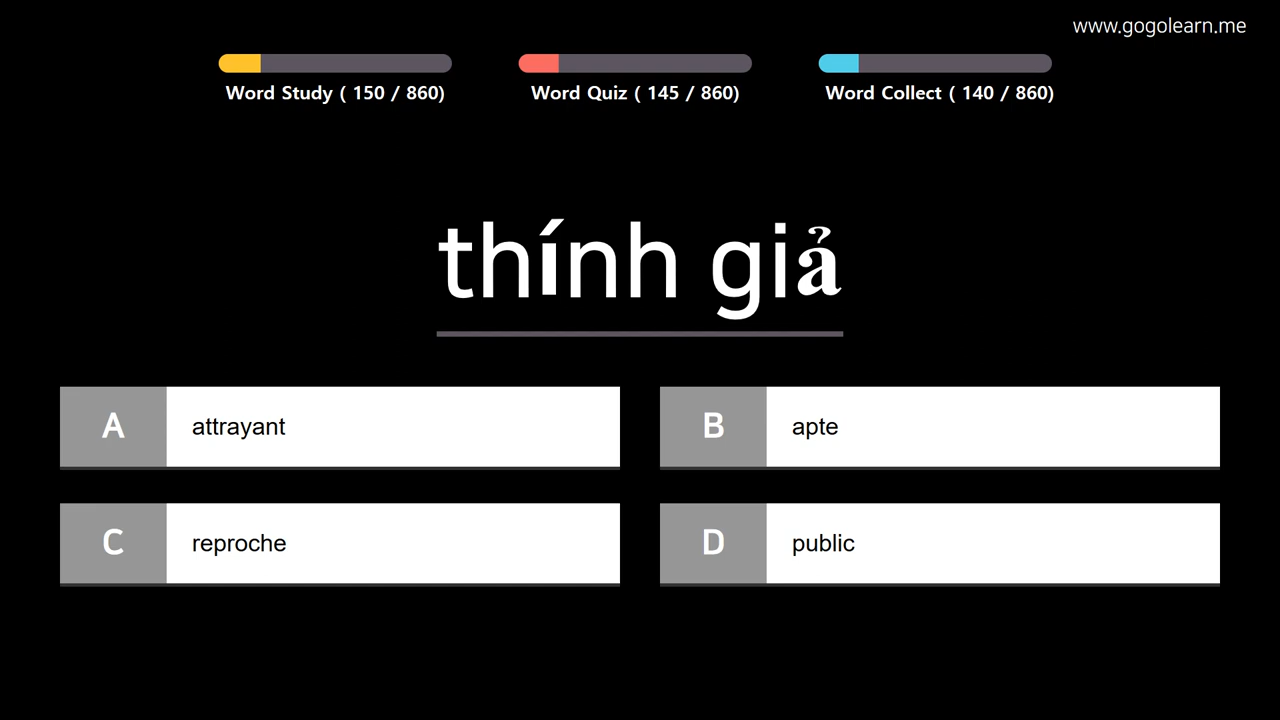 www.gogolearn.me
Word Study ( 150 / 860)
Word Quiz ( 145 / 860)
Word Collect ( 140 / 860)
thính giả
A attrayant
B apte
C reproche
D public